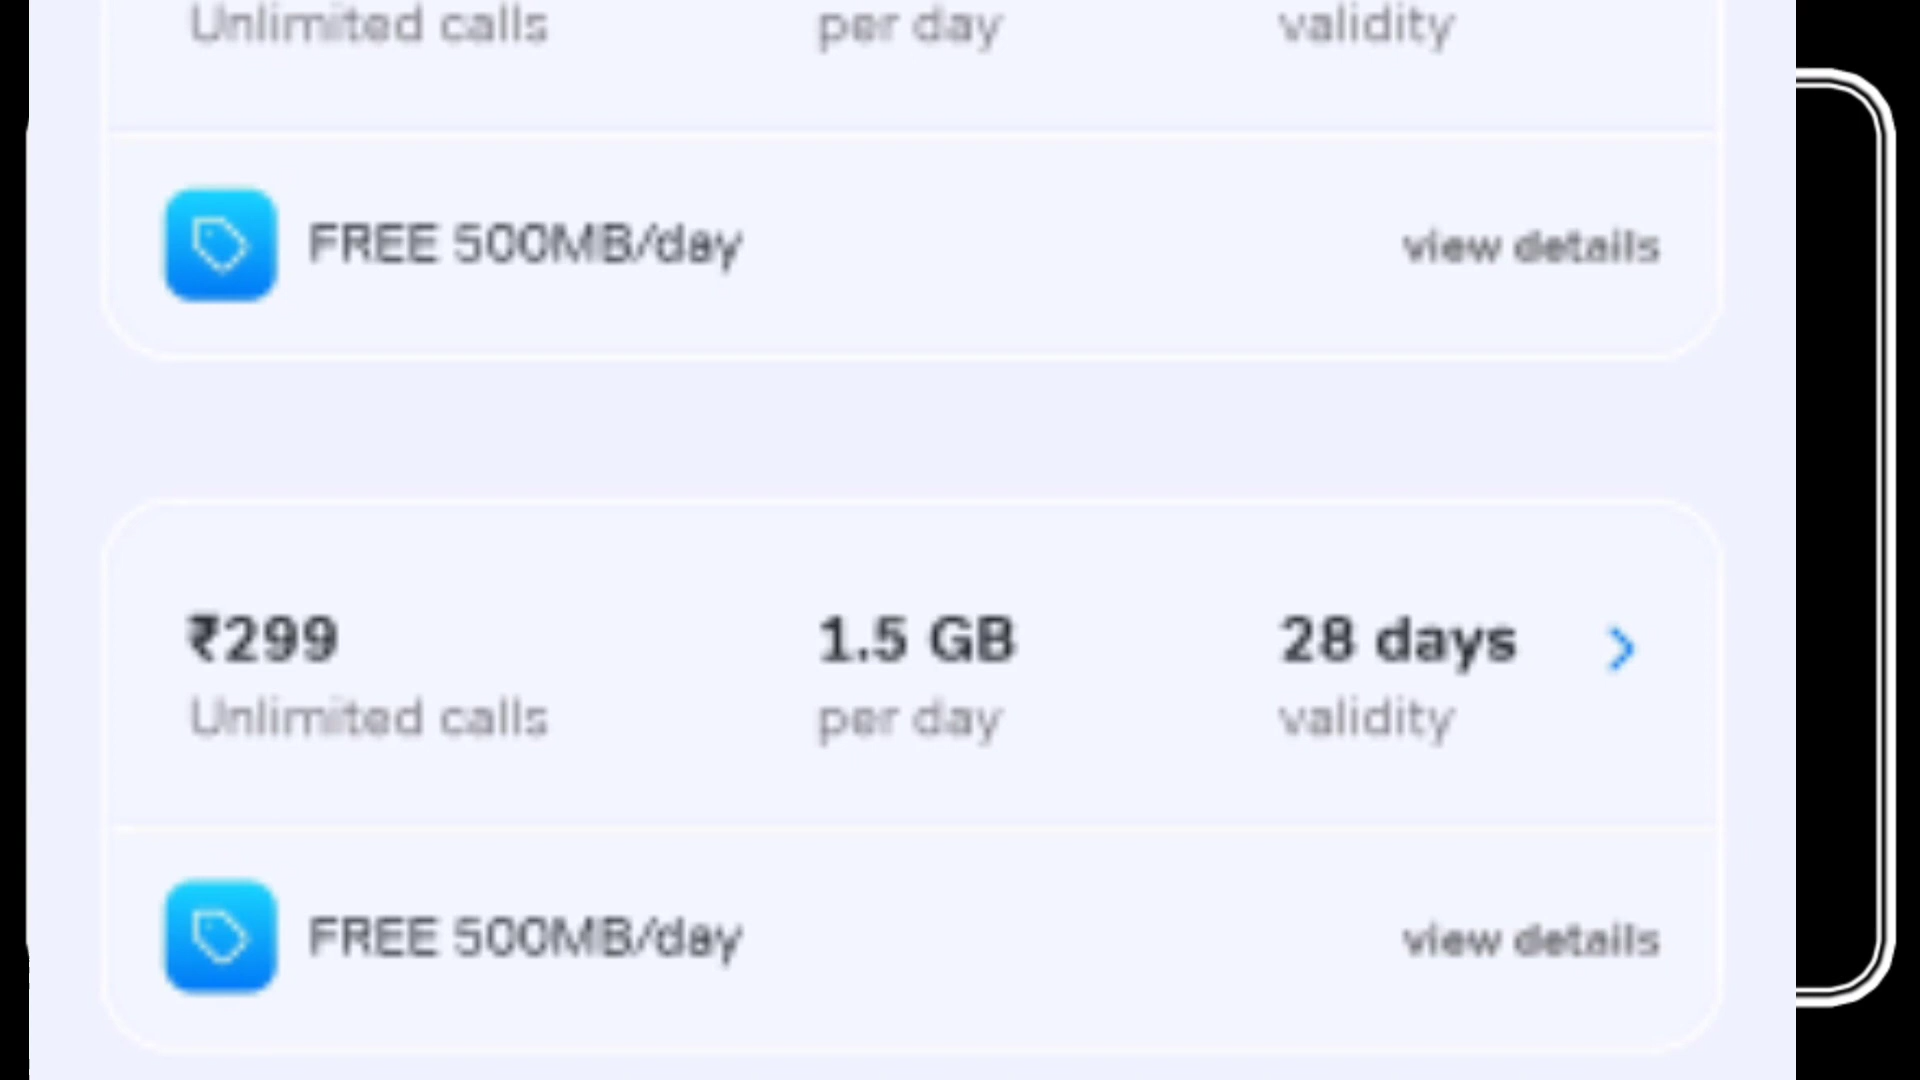 Unlimited calls per day validity
FREE 500MB/day view details
₹299 1.5 GB 28 days
Unlimited calls per day validity
FREE 500MB/day view details